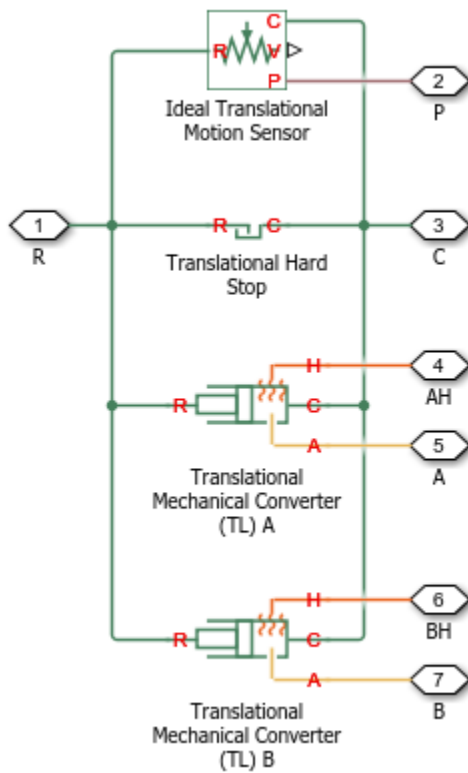 C
R
V
P
Ideal Translational
Motion Sensor
2
P
1
R
R
C
Translational Hard
Stop
3
C
H
4
AH
R
C
A
5
A
Translational
Mechanical Converter
(TL) A
H
6
BH
R
C
A
7
B
Translational
Mechanical Converter
(TL) B